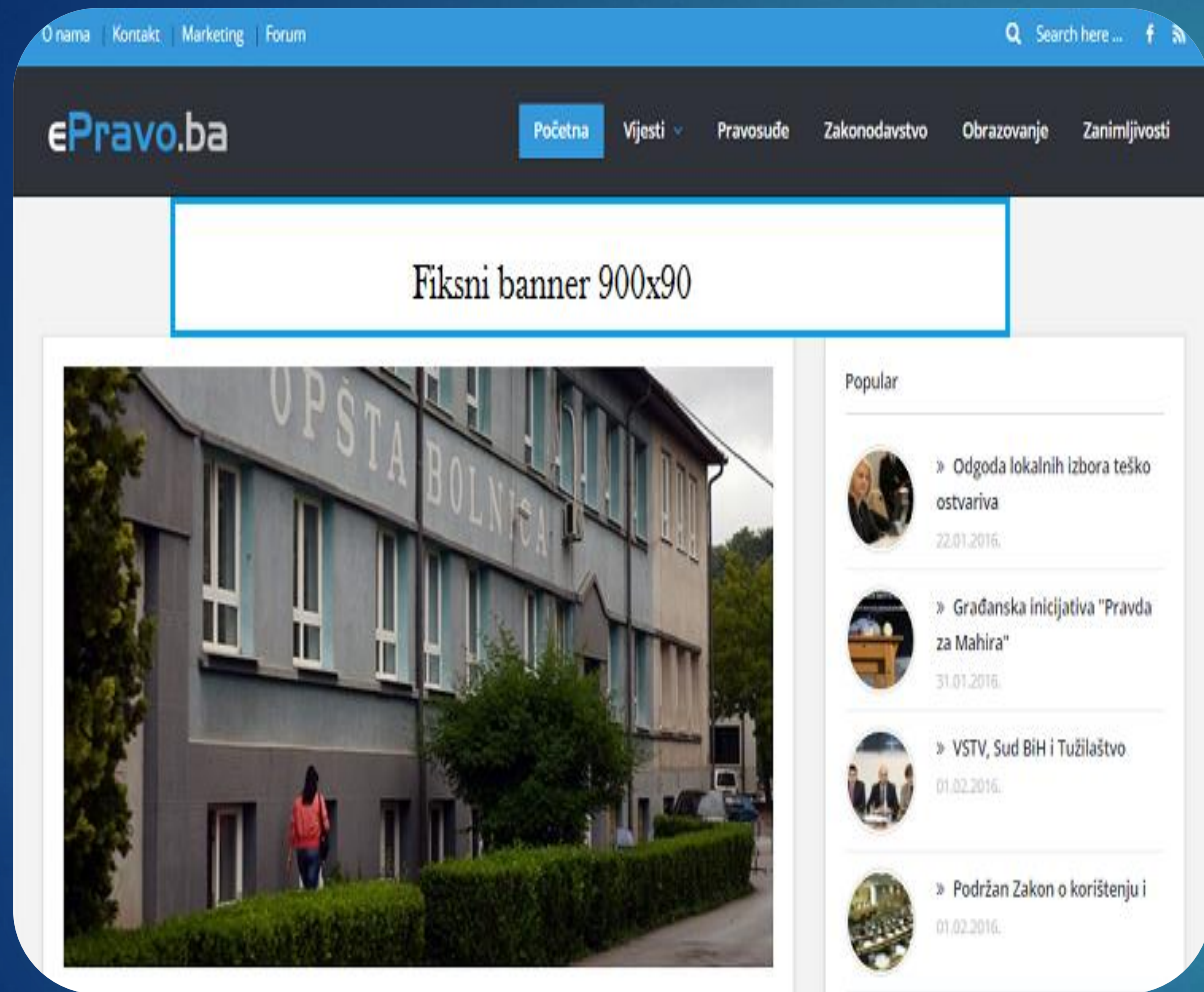 O nama | Kontakt | Marketing | Forum
Search here ...
ePravo.ba
Početna Vijesti Pravosuđe Zakonodavstvo Obrazovanje Zanimljivosti
Fiksni banner 900x90
OPŠTA BOLNICA
Popular
» Odgoda lokalnih izbora teško
ostvariva
22.01.2016.
» Građanska inicijativa "Pravda
za Mahira"
31.01.2016.
» VSTV, Sud BiH i Tužilaštvo
01.02.2016.
» Podržan Zakon o korištenju i
01.02.2016.